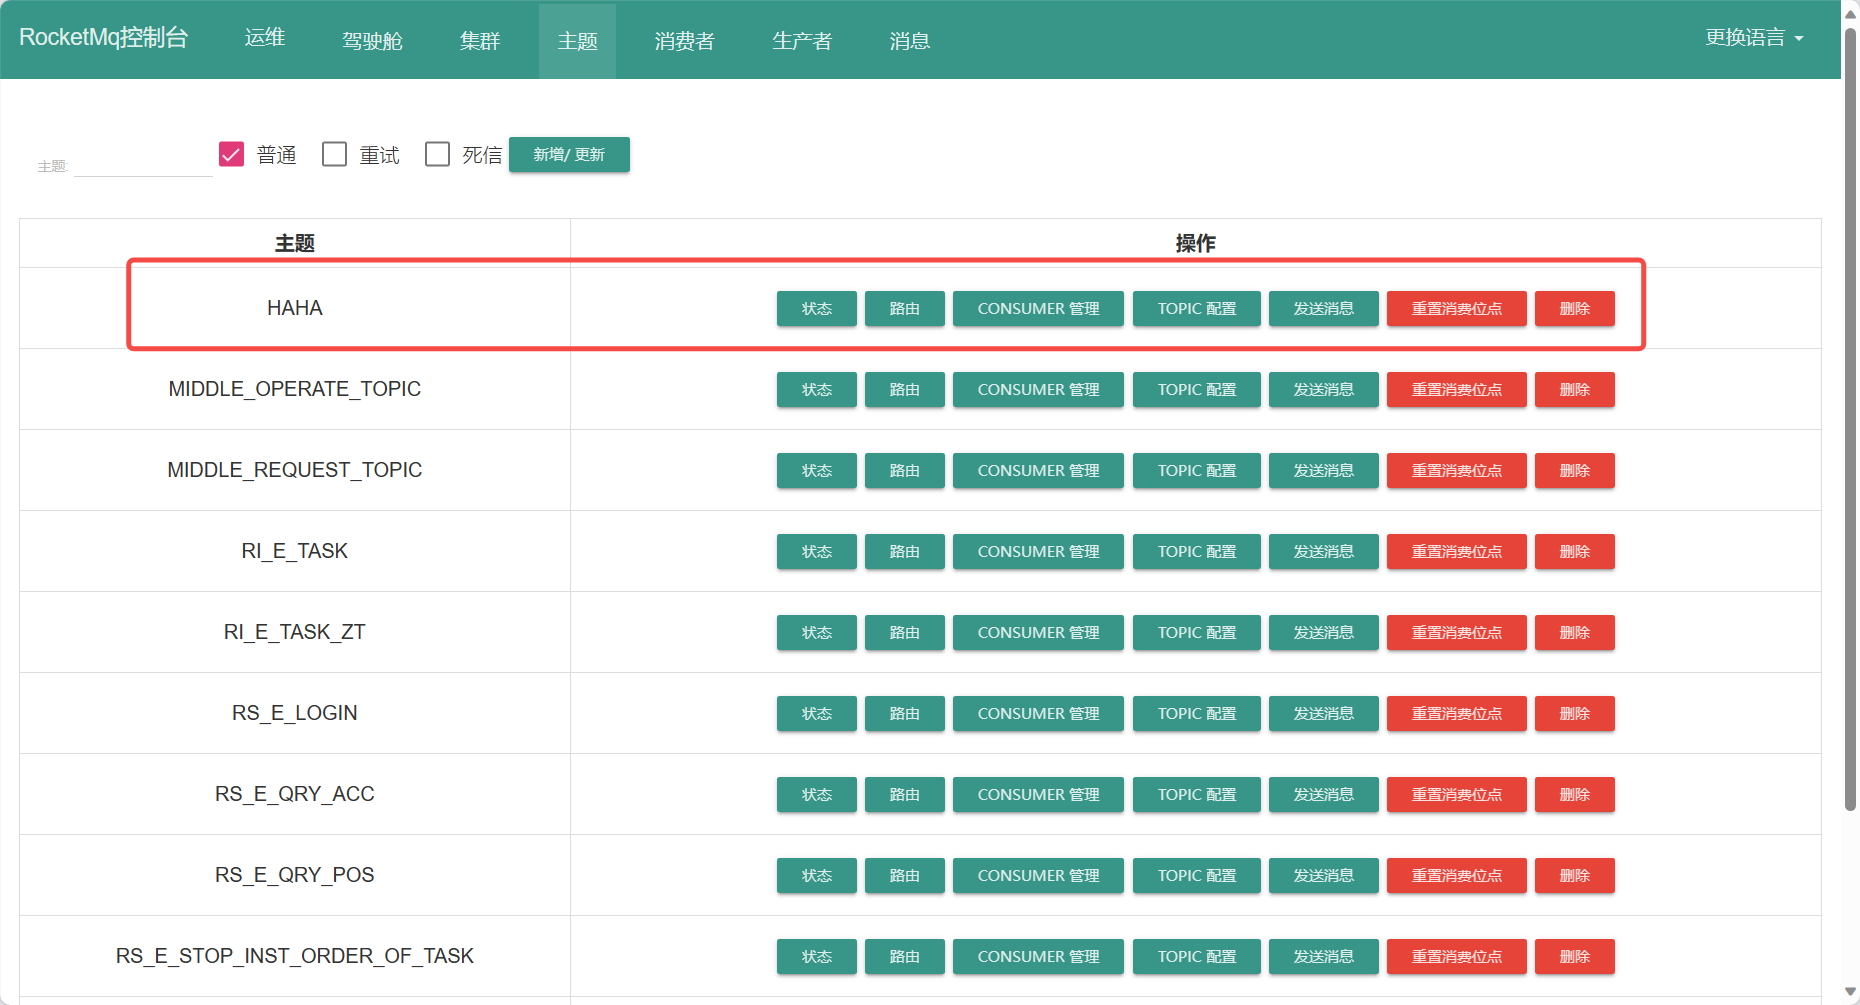 RocketMq控制台 运维 驾驶舱 集群 主题 消费者 生产者 消息 更换语言
主题: 普通 重试 死信 新增/ 更新
主题 操作
HAHA 状态 路由 CONSUMER 管理 TOPIC 配置 发送消息 重置消费位点 删除
MIDDLE_OPERATE_TOPIC 状态 路由 CONSUMER 管理 TOPIC 配置 发送消息 重置消费位点 删除
MIDDLE_REQUEST_TOPIC 状态 路由 CONSUMER 管理 TOPIC 配置 发送消息 重置消费位点 删除
RI_E_TASK 状态 路由 CONSUMER 管理 TOPIC 配置 发送消息 重置消费位点 删除
RI_E_TASK_ZT 状态 路由 CONSUMER 管理 TOPIC 配置 发送消息 重置消费位点 删除
RS_E_LOGIN 状态 路由 CONSUMER 管理 TOPIC 配置 发送消息 重置消费位点 删除
RS_E_QRY_ACC 状态 路由 CONSUMER 管理 TOPIC 配置 发送消息 重置消费位点 删除
RS_E_QRY_POS 状态 路由 CONSUMER 管理 TOPIC 配置 发送消息 重置消费位点 删除
RS_E_STOP_INST_ORDER_OF_TASK 状态 路由 CONSUMER 管理 TOPIC 配置 发送消息 重置消费位点 删除